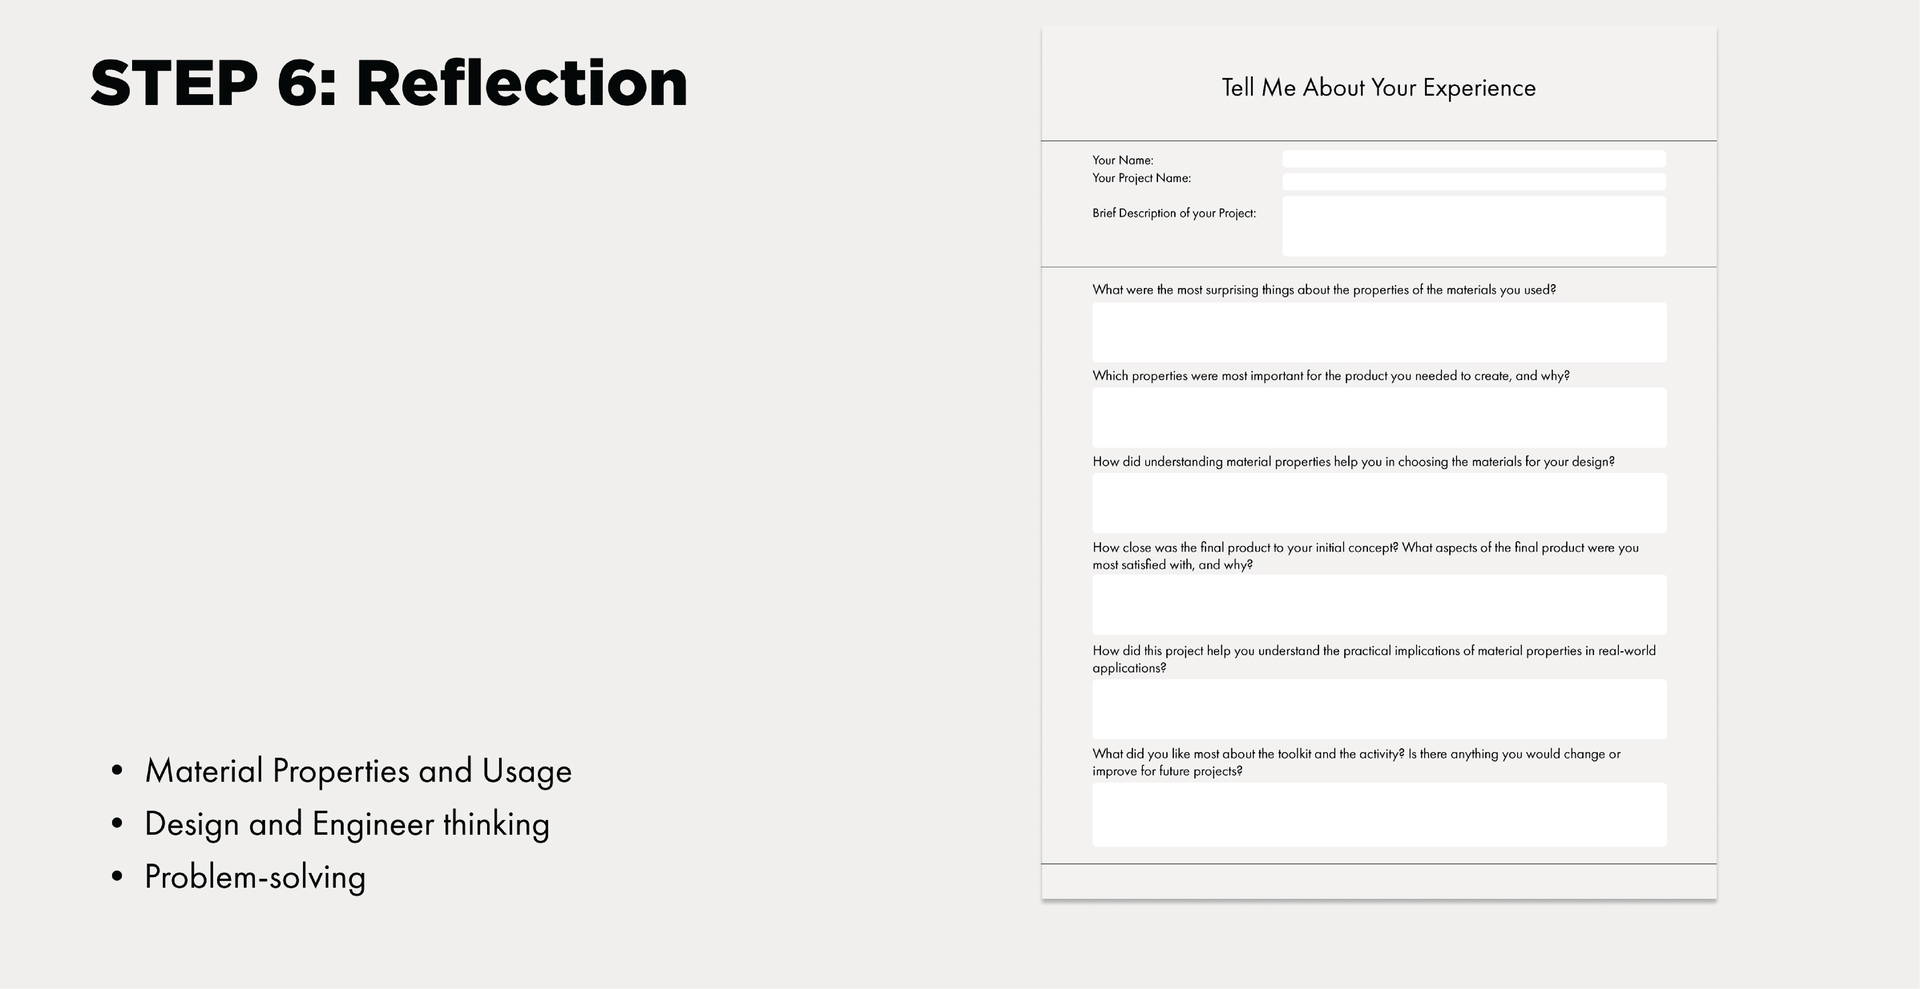 STEP 6: Reflection
• Material Properties and Usage
• Design and Engineer thinking
• Problem-solving
Tell Me About Your Experience
Your Name:
Your Project Name:
Brief Description of your Project:
What were the most surprising things about the properties of the materials you used?
Which properties were most important for the product you needed to create, and why?
How did understanding material properties help you in choosing the materials for your design?
How close was the final product to your initial concept? What aspects of the final product were you
most satisfied with, and why?
How did this project help you understand the practical implications of material properties in real-world
applications?
What did you like most about the toolkit and the activity? Is there anything you would change or
improve for future projects?